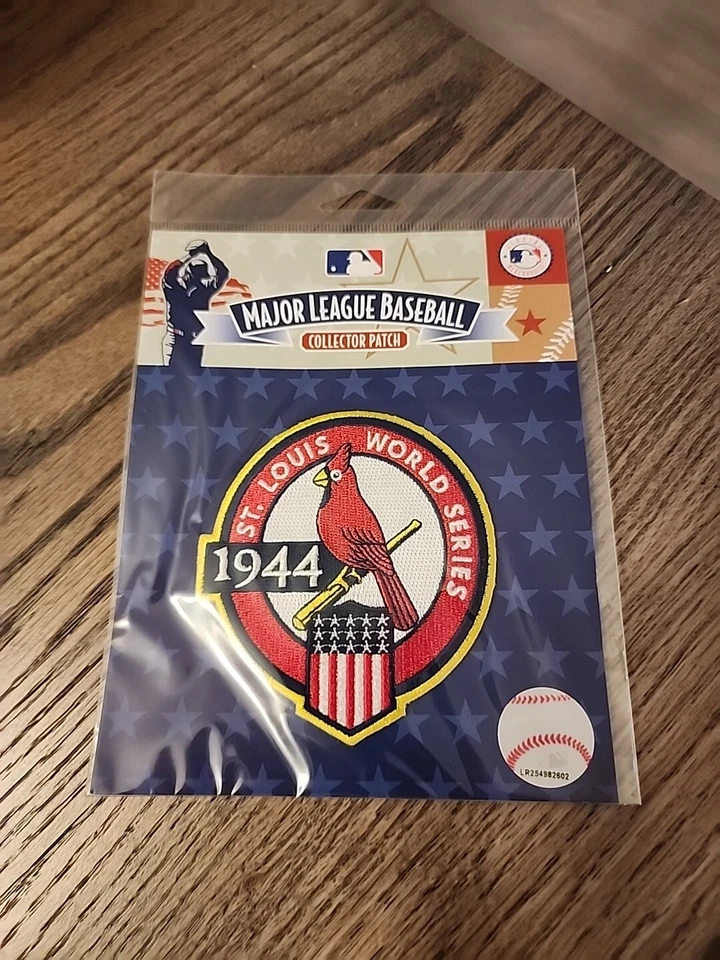 MAJOR LEAGUE BASEBALL
COLLECTOR PATCH
ST. LOUIS WORLD SERIES
1944
LR254982602